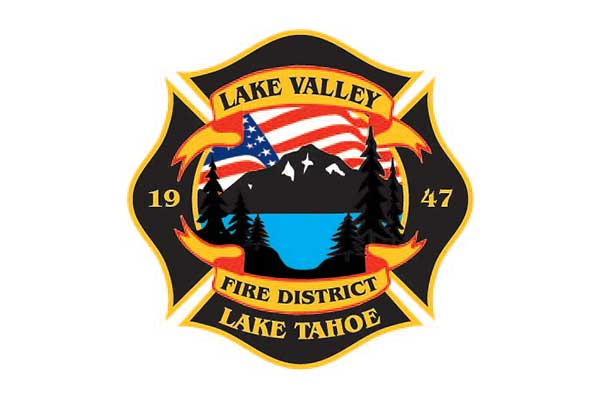 LAKE VALLEY
19 47
FIRE DISTRICT
LAKE TAHOE